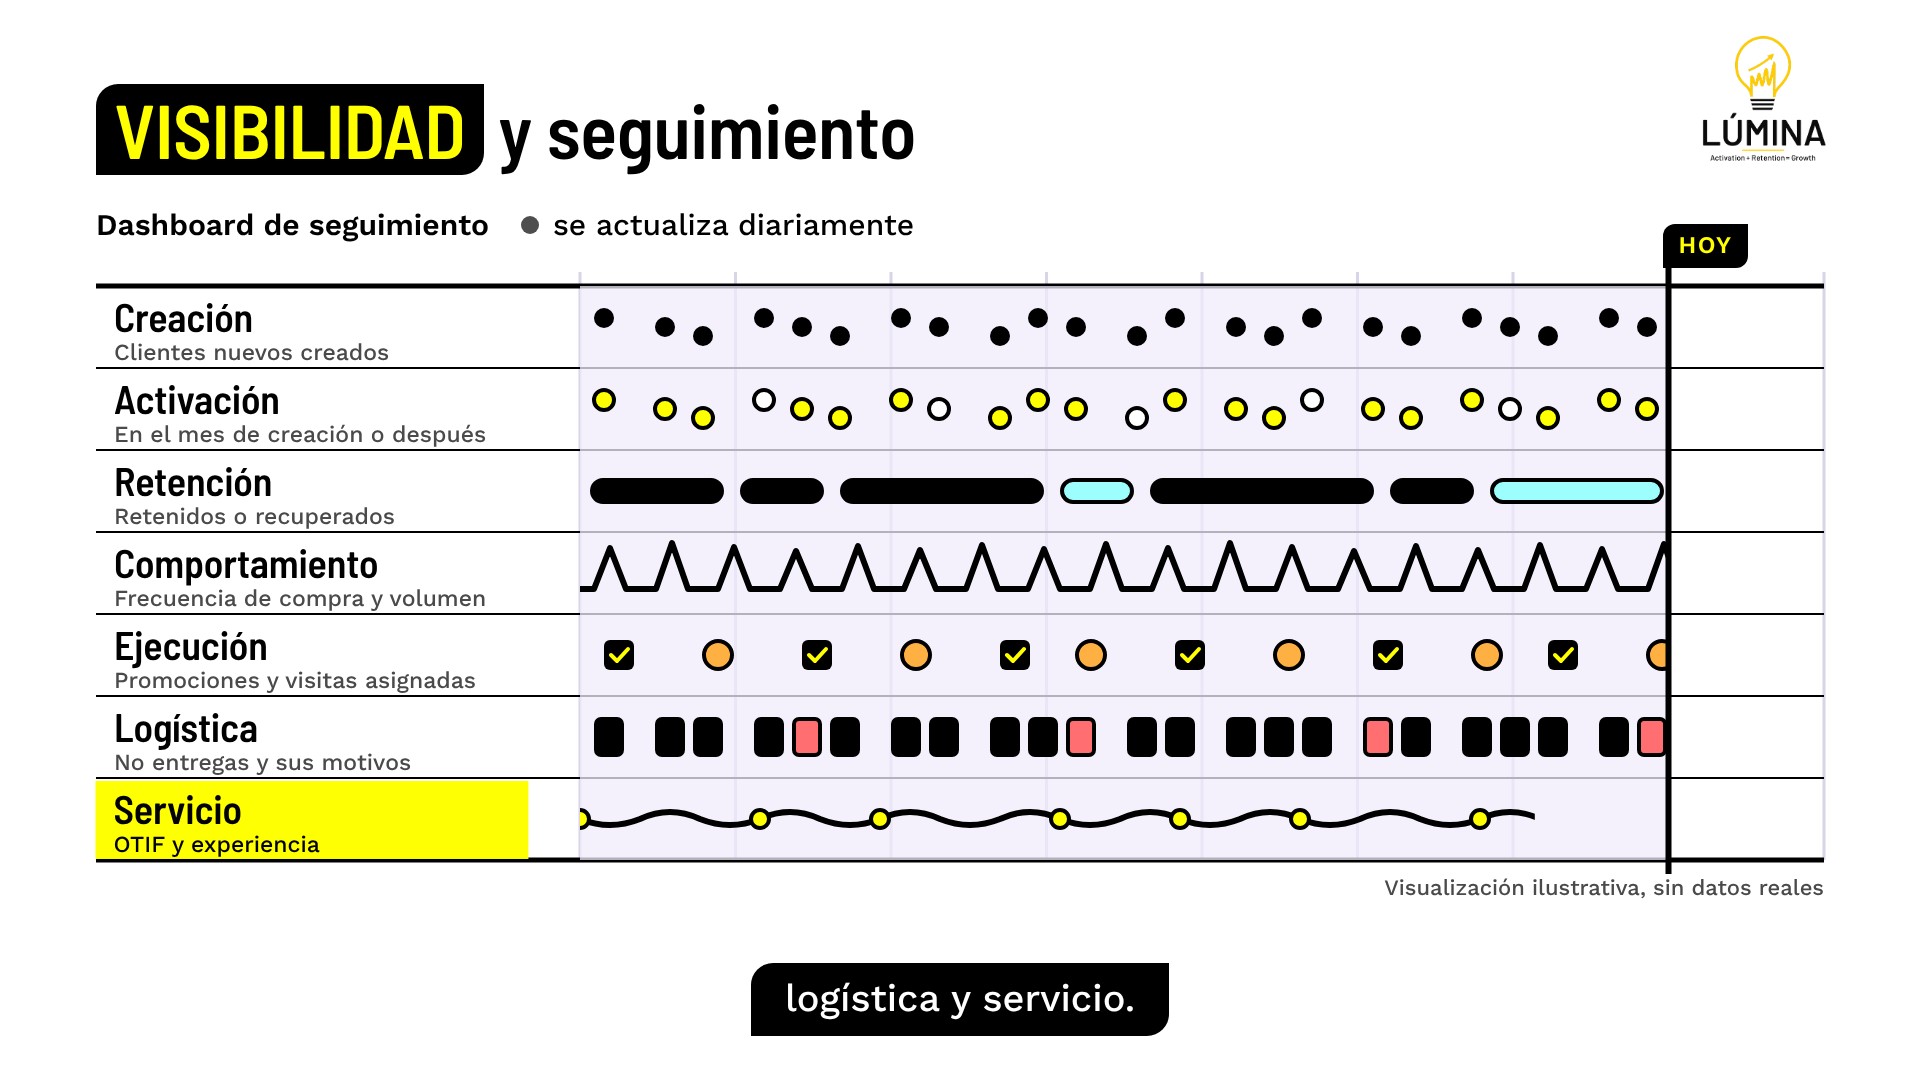 VISIBILIDAD y seguimiento
LÚMINA
Activation + Retention = Growth
Dashboard de seguimiento se actualiza diariamente
HOY
Creación
Clientes nuevos creados
Activación
En el mes de creación o después
Retención
Retenidos o recuperados
Comportamiento
Frecuencia de compra y volumen
Ejecución
Promociones y visitas asignadas
Logística
No entregas y sus motivos
Servicio
OTIF y experiencia
Visualización ilustrativa, sin datos reales
logística y servicio.